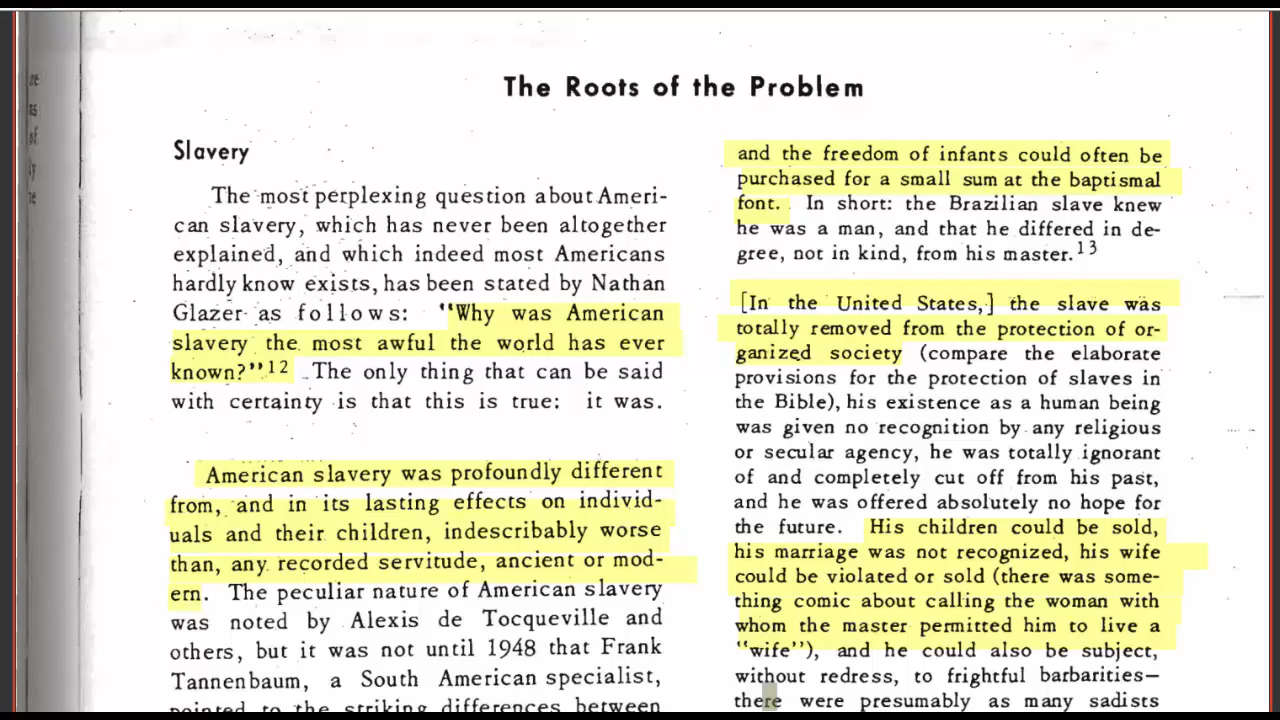 The Roots of the Problem
Slavery
The most perplexing question about Ameri-
can slavery, which has never been altogether
explained, and which indeed most Americans
hardly know exists, has been stated by Nathan
Glazer as follows: "Why was American
slavery the most awful the world has ever
known?"12 The only thing that can be said
with certainty is that this is true: it was.
American slavery was profoundly different
from, and in its lasting effects on individ-
uals and their children, indescribably worse
than, any recorded servitude, ancient or mod-
ern. The peculiar nature of American slavery
was noted by Alexis de Tocqueville and
others, but it was not until 1948 that Frank
Tannenbaum, a South American specialist,
pointed to the striking differences between
and the freedom of infants could often be
purchased for a small sum at the baptismal
font. In short: the Brazilian slave knew
he was a man, and that he differed in de-
gree, not in kind, from his master.13
[In the United States,] the slave was
totally removed from the protection of or-
ganized society (compare the elaborate
provisions for the protection of slaves in
the Bible), his existence as a human being
was given no recognition by any religious
or secular agency, he was totally ignorant
of and completely cut off from his past,
and he was offered absolutely no hope for
the future. His children could be sold,
his marriage was not recognized, his wife
could be violated or sold (there was some-
thing comic about calling the woman with
whom the master permitted him to live a
"wife"), and he could also be subject,
without redress, to frightful barbarities—
there were presumably as many sadists